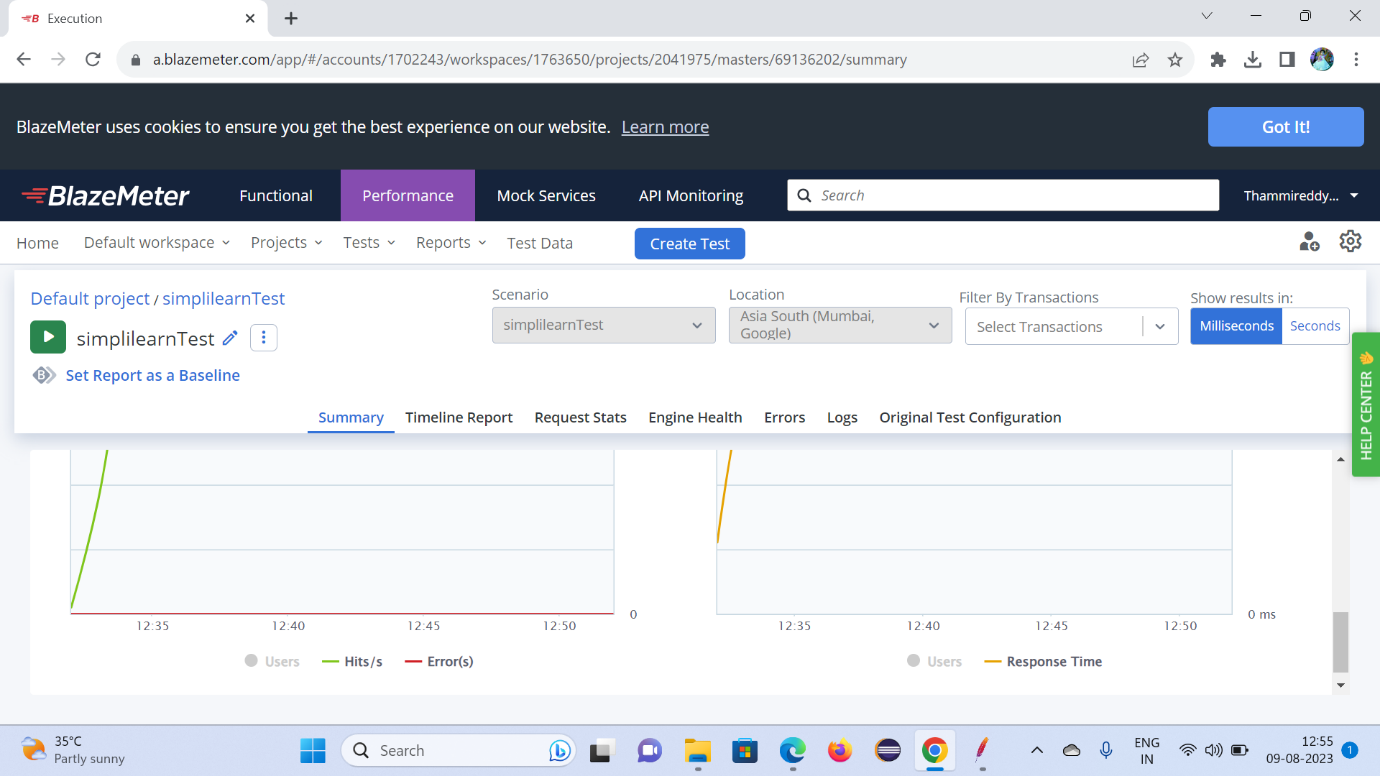 Execution
a.blazemeter.com/app/#/accounts/1702243/workspaces/1763650/projects/2041975/masters/69136202/summary
BlazeMeter uses cookies to ensure you get the best experience on our website. Learn more
Got It!
BlazeMeter Functional Performance Mock Services API Monitoring Search Thammireddy...
Home Default workspace Projects Tests Reports Test Data Create Test
Default project / simplilearnTest
simplilearnTest
Set Report as a Baseline
Scenario
simplilearnTest
Location
Asia South (Mumbai,
Google)
Filter By Transactions
Select Transactions
Show results in:
Milliseconds Seconds
HELP CENTER
Summary Timeline Report Request Stats Engine Health Errors Logs Original Test Configuration
0
12:35 12:40 12:45 12:50
Users Hits/s Error(s)
0 ms
12:35 12:40 12:45 12:50
Users Response Time
35°C
Partly sunny
Search
ENG
IN
12:55
09-08-2023
1